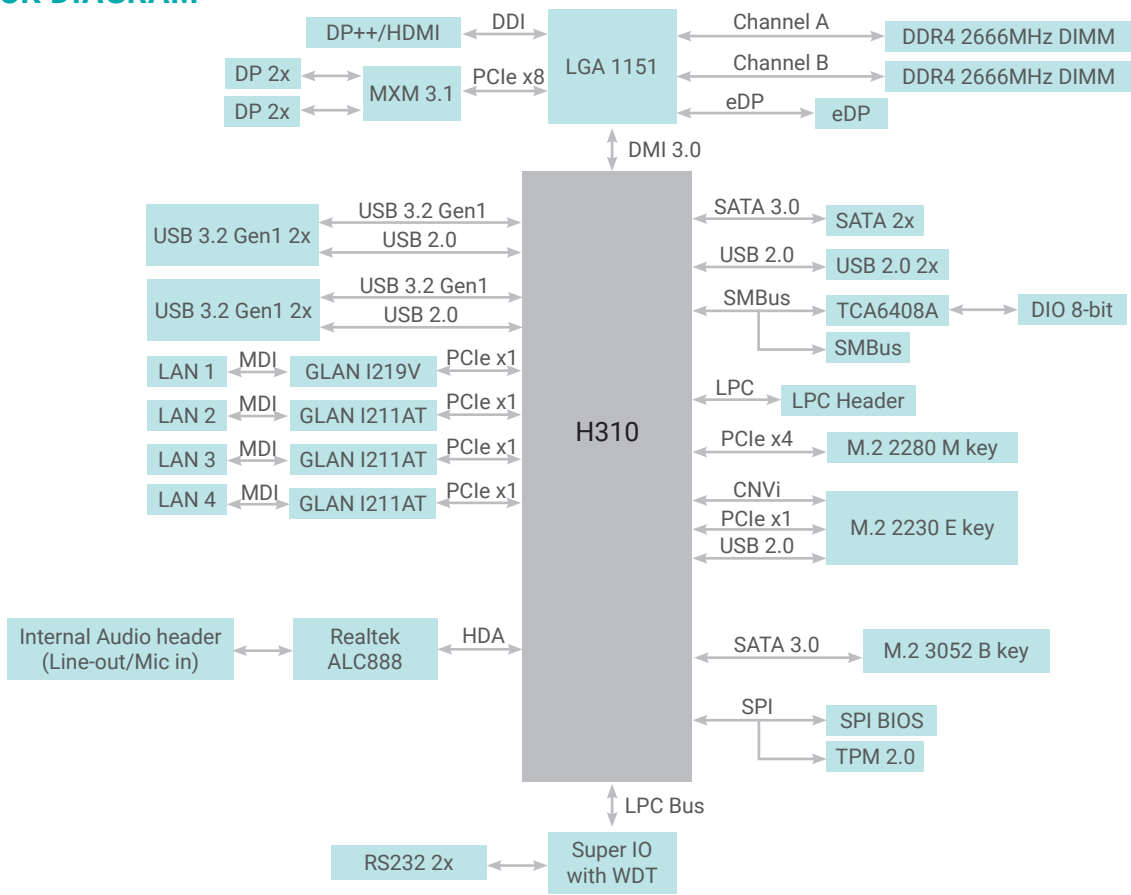 DP++/HDMI
DDI
LGA 1151
Channel A
DDR4 2666MHz DIMM
Channel B
DDR4 2666MHz DIMM
DP 2x
MXM 3.1
PCIe x8
DP 2x
eDP
eDP
DMI 3.0
H310
USB 3.2 Gen1 2x
USB 3.2 Gen1
USB 2.0
USB 3.2 Gen1 2x
USB 3.2 Gen1
USB 2.0
LAN 1
MDI
GLAN I219V
PCIe x1
LAN 2
MDI
GLAN I211AT
PCIe x1
LAN 3
MDI
GLAN I211AT
PCIe x1
LAN 4
MDI
GLAN I211AT
PCIe x1
Internal Audio header
(Line-out/Mic in)
Realtek
ALC888
HDA
SATA 3.0
SATA 2x
USB 2.0
USB 2.0 2x
SMBus
TCA6408A
DIO 8-bit
SMBus
LPC
LPC Header
PCIe x4
M.2 2280 M key
CNVi
PCIe x1
USB 2.0
M.2 2230 E key
SATA 3.0
M.2 3052 B key
SPI
SPI BIOS
TPM 2.0
LPC Bus
RS232 2x
Super IO
with WDT